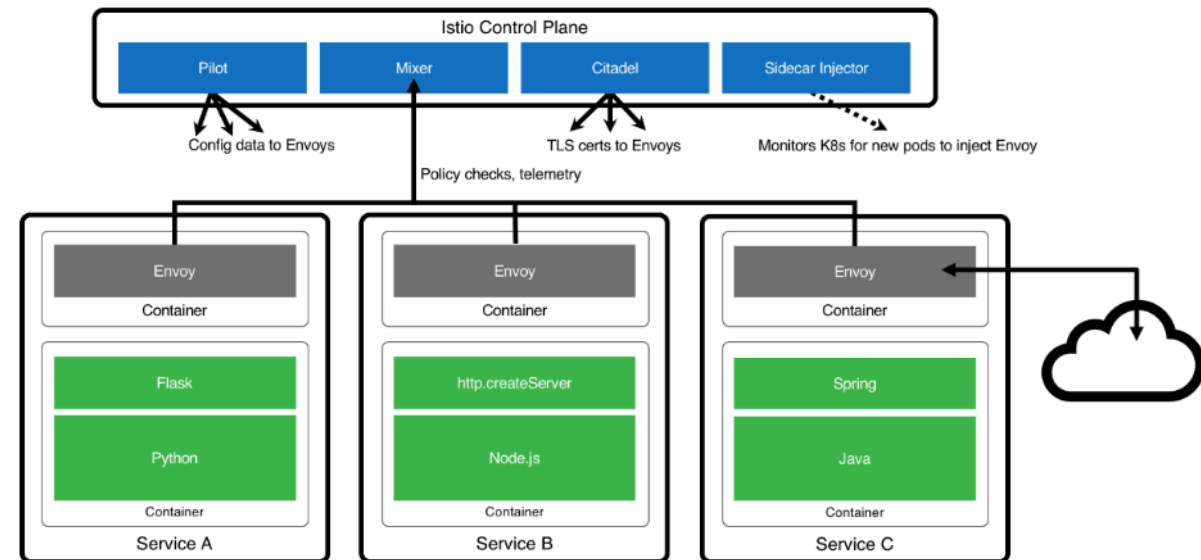 Istio Control Plane
Pilot
Mixer
Citadel
Sidecar Injector
Config data to Envoys
TLS certs to Envoys
Monitors K8s for new pods to inject Envoy
Policy checks, telemetry
Envoy
Container
Flask
Python
Container
Service A
Envoy
Container
http.createServer
Node.js
Container
Service B
Envoy
Container
Spring
Java
Container
Service C